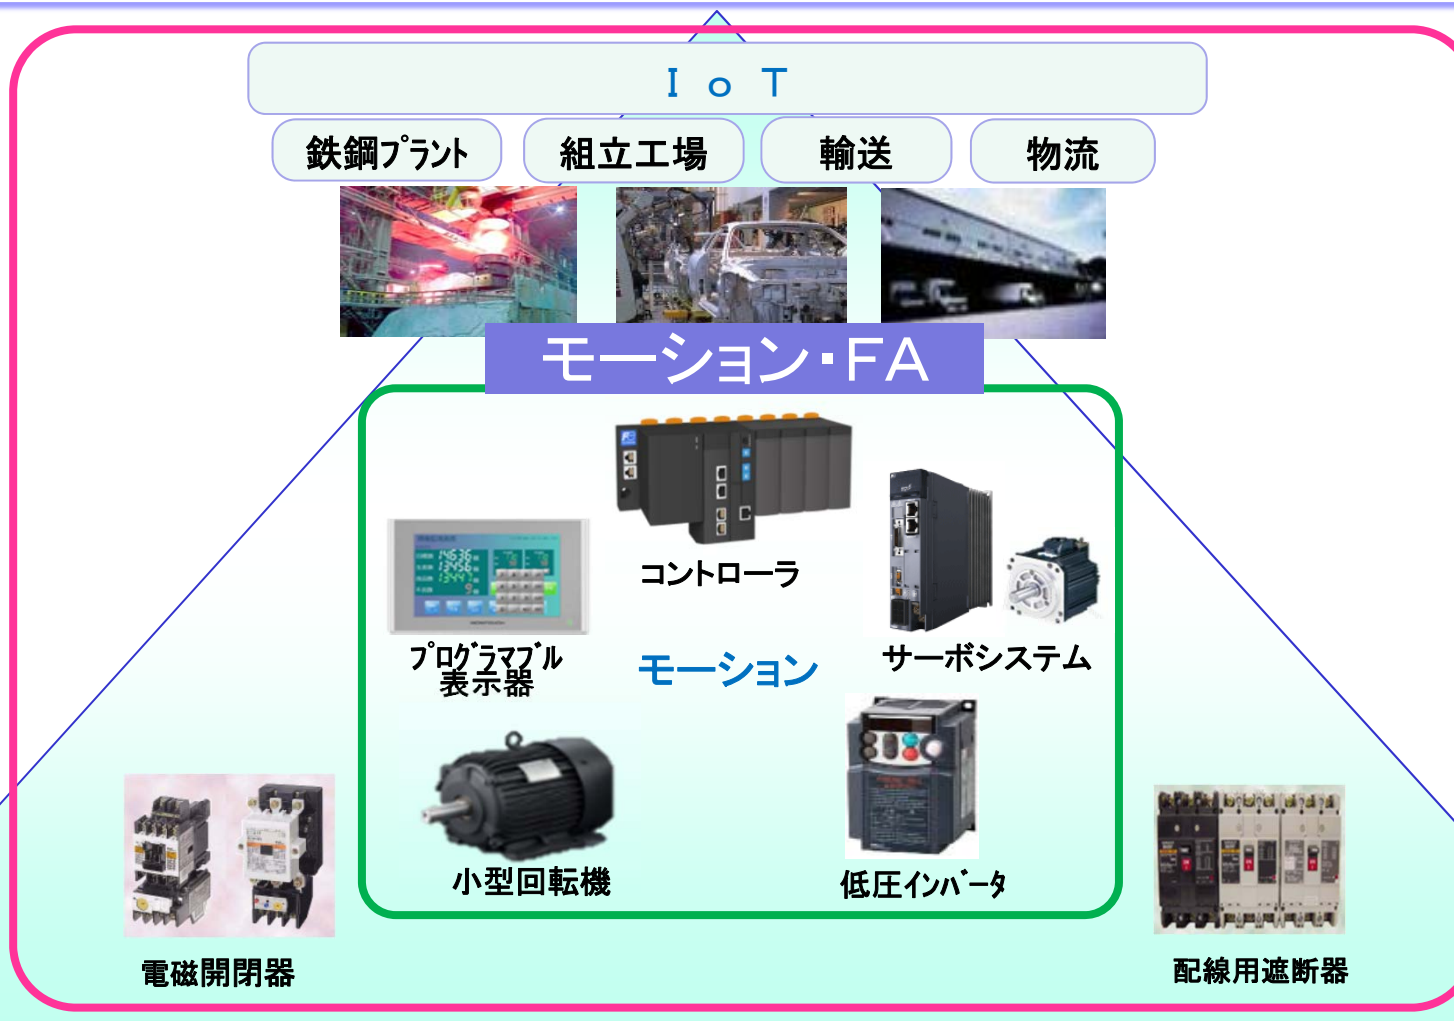 ＩｏＴ
鉄鋼プラント
組立工場
輸送
物流
モーション・ＦＡ
コントローラ
プログラマブル
表示器
モーション
サーボシステム
小型回転機
低圧インバータ
電磁開閉器
配線用遮断器